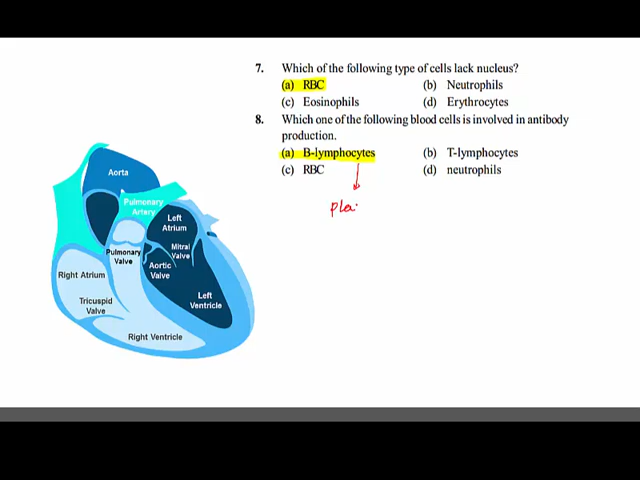 7. Which of the following type of cells lack nucleus?
(a) RBC (b) Neutrophils
(c) Eosinophils (d) Erythrocytes
8. Which one of the following blood cells is involved in antibody
production.
(a) B-lymphocytes (b) T-lymphocytes
(c) RBC (d) neutrophils
pla
Aorta
Pulmonary
Artery
Left
Atrium
Mitral
Valve
Pulmonary
Valve
Aortic
Valve
Right Atrium
Left
Ventricle
Tricuspid
Valve
Right Ventricle